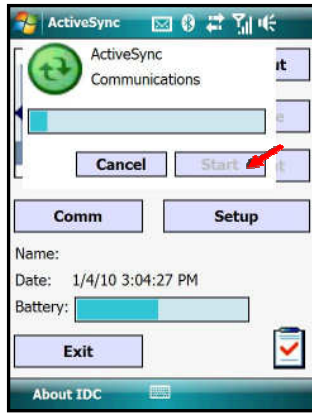 ActiveSync
ActiveSync
Communications
ut
e
Cancel
Start
t
Comm
Setup
Name:
Date: 1/4/10 3:04:27 PM
Battery:
Exit
About IDC